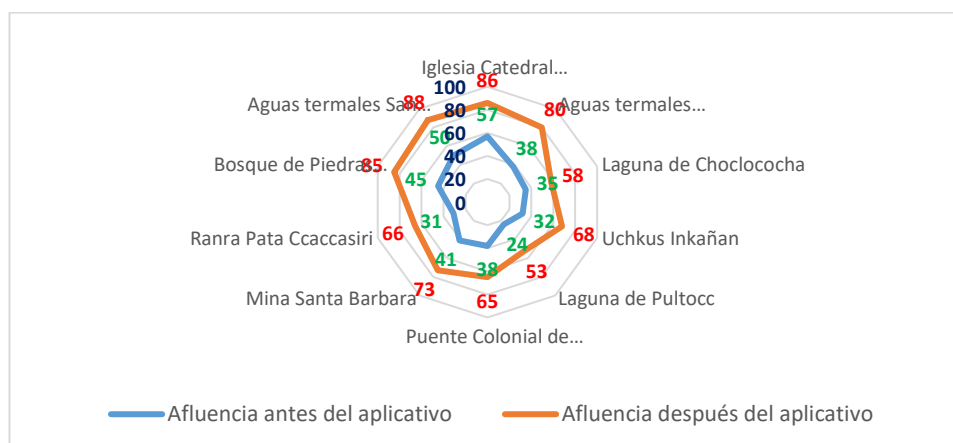 Iglesia Catedral...
86
100
88
Aguas termales San...
80
Aguas termales...
80
57
60
50
38
Bosque de Piedras...
85
45
40
35
58
Laguna de Choclococha
20
0
Ranra Pata Ccaccasiri
66
31
32
68
Uchkus Inkañan
24
41
38
53
Mina Santa Barbara
73
65
Laguna de Pultocc
Puente Colonial de...
Afluencia antes del aplicativo
Afluencia después del aplicativo